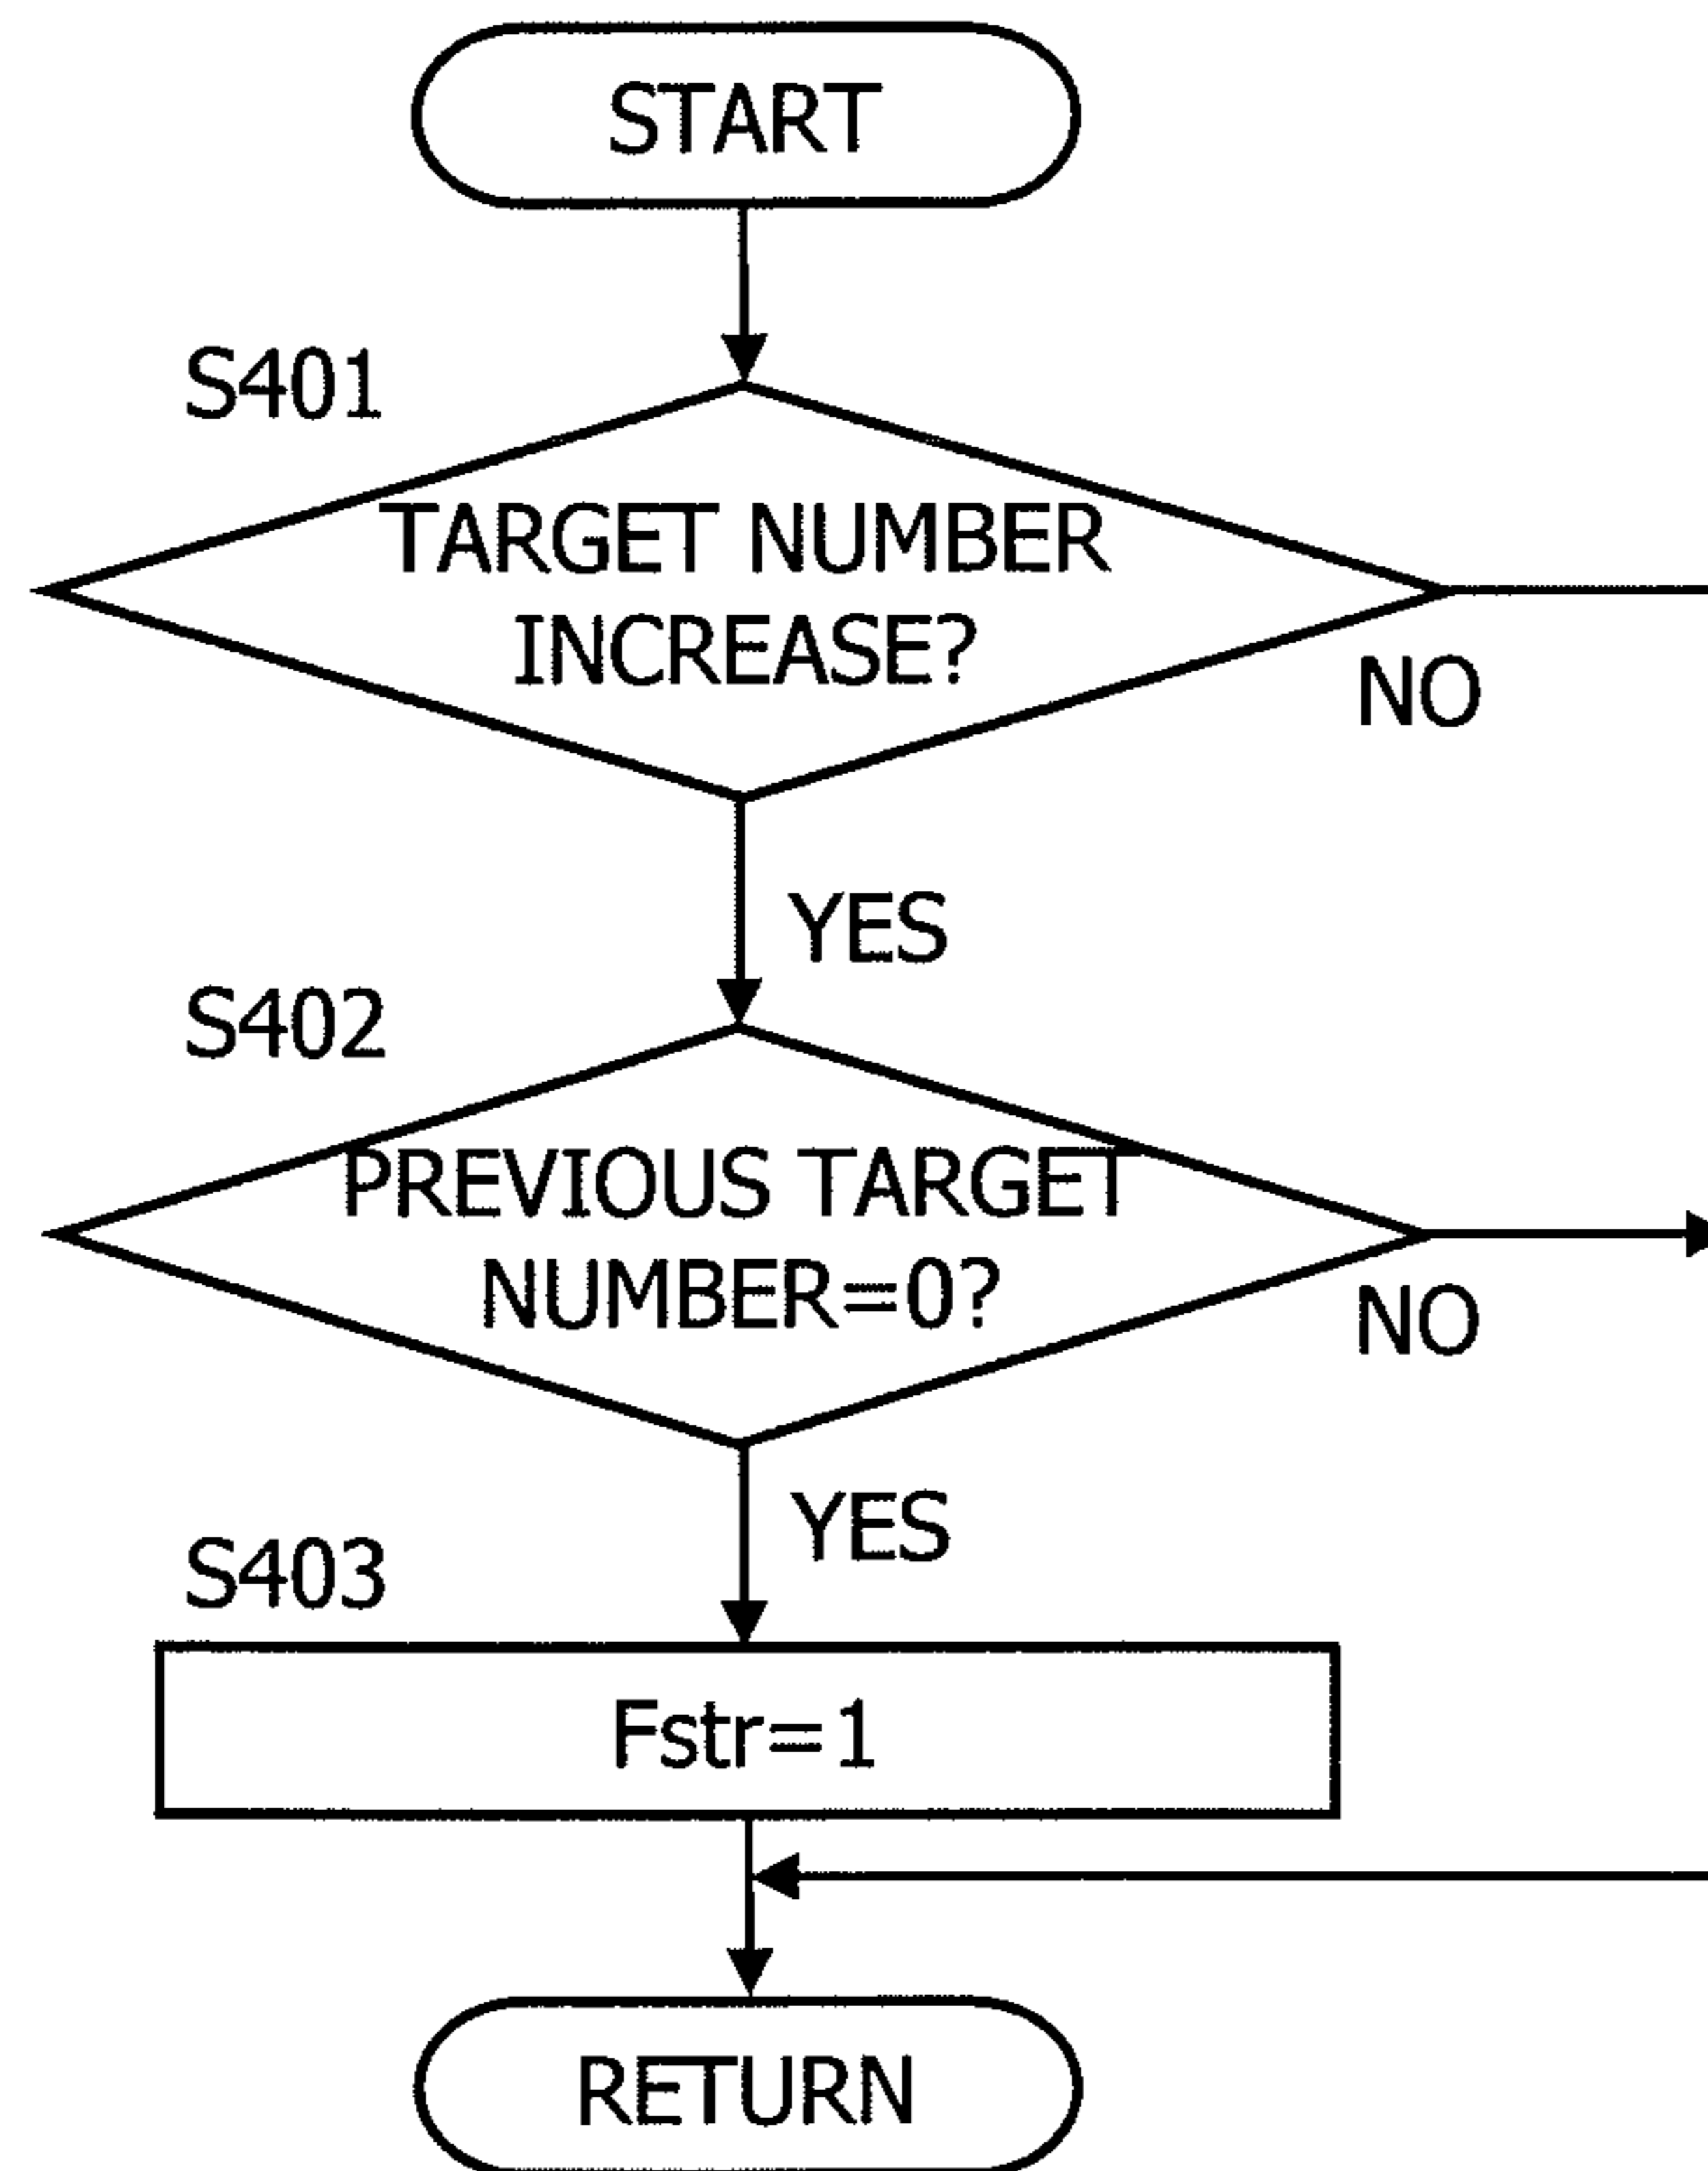 START
S401
TARGET NUMBER
INCREASE?
NO
YES
S402
PREVIOUS TARGET
NUMBER=0?
NO
YES
S403
Fstr=1
RETURN